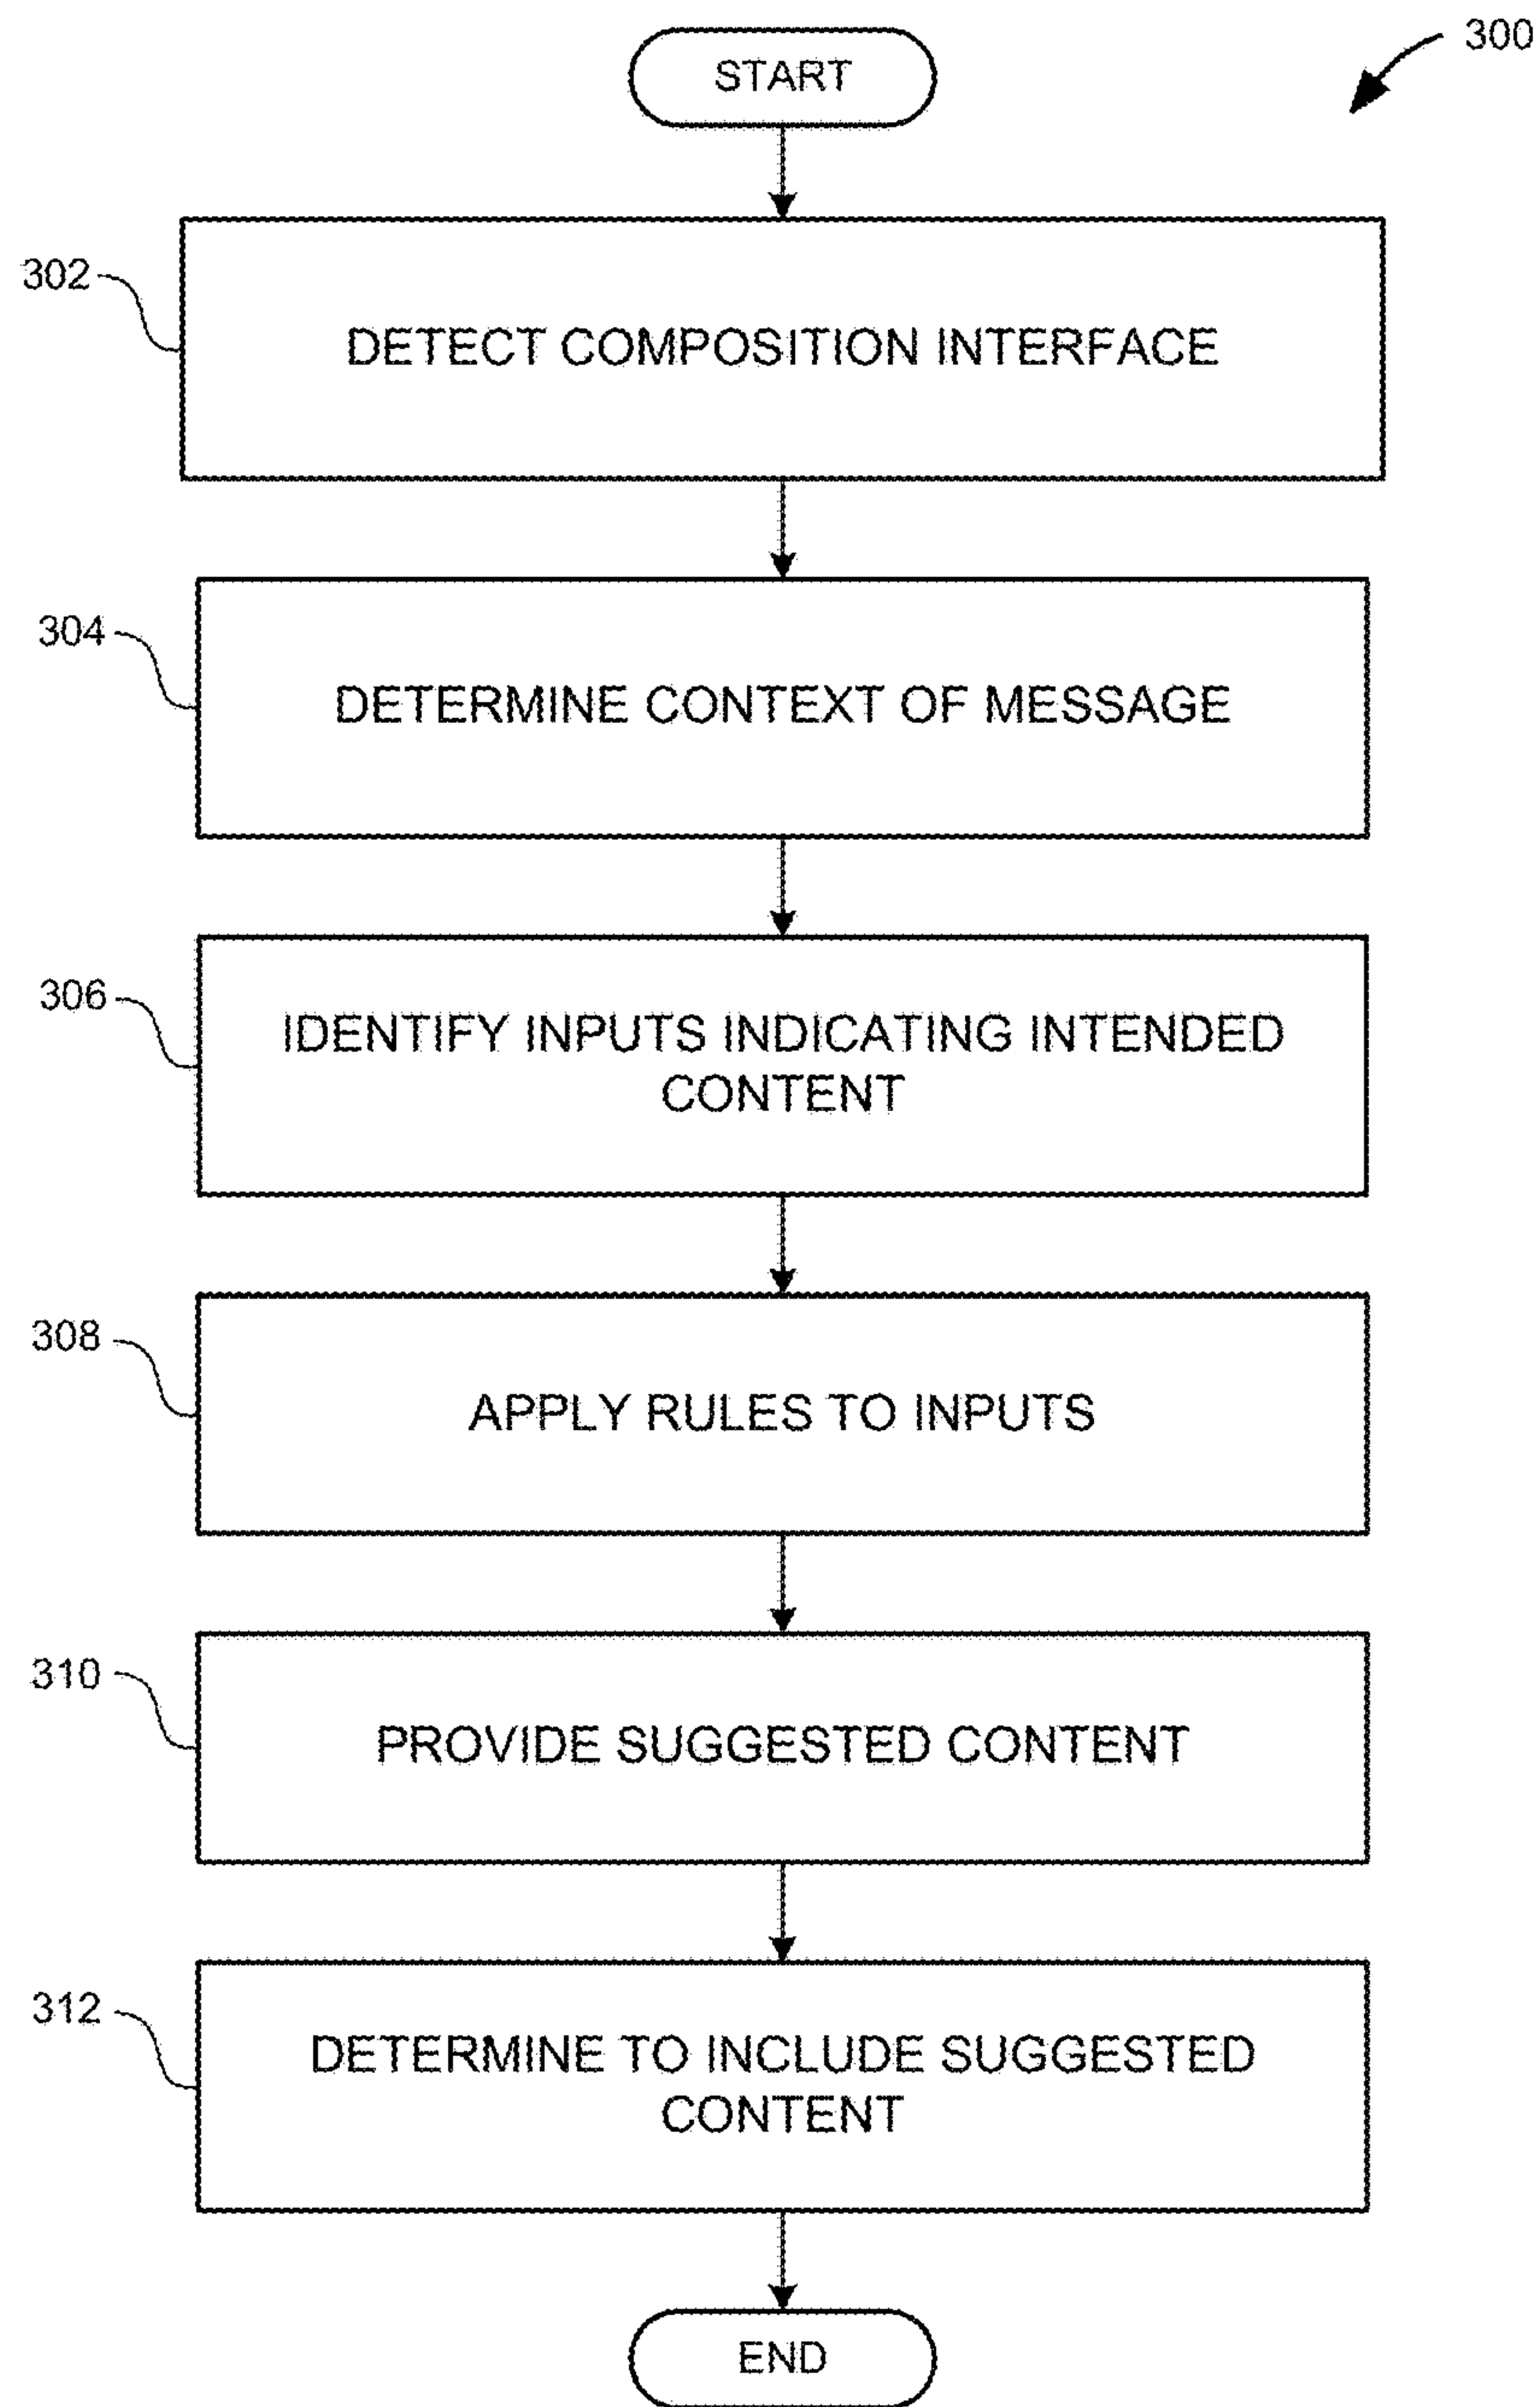 START
300
302
DETECT COMPOSITION INTERFACE
304
DETERMINE CONTEXT OF MESSAGE
306
IDENTIFY INPUTS INDICATING INTENDED
CONTENT
308
APPLY RULES TO INPUTS
310
PROVIDE SUGGESTED CONTENT
312
DETERMINE TO INCLUDE SUGGESTED
CONTENT
END